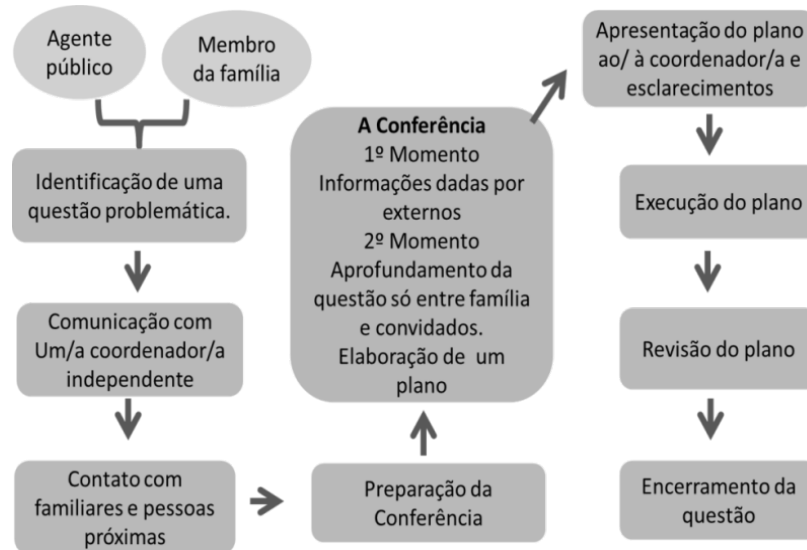 Agente
público
Membro
da família
Identificação de uma
questão problemática.
Comunicação com
Um/a coordenador/a
independente
Contato com
familiares e pessoas
próximas
Preparação da
Conferência
A Conferência
1º Momento
Informações dadas por
externos
2º Momento
Aprofundamento da
questão só entre família
e convidados.
Elaboração de um
plano
Apresentação do plano
ao/ à coordenador/a e
esclarecimentos
Execução do plano
Revisão do plano
Encerramento da
questão